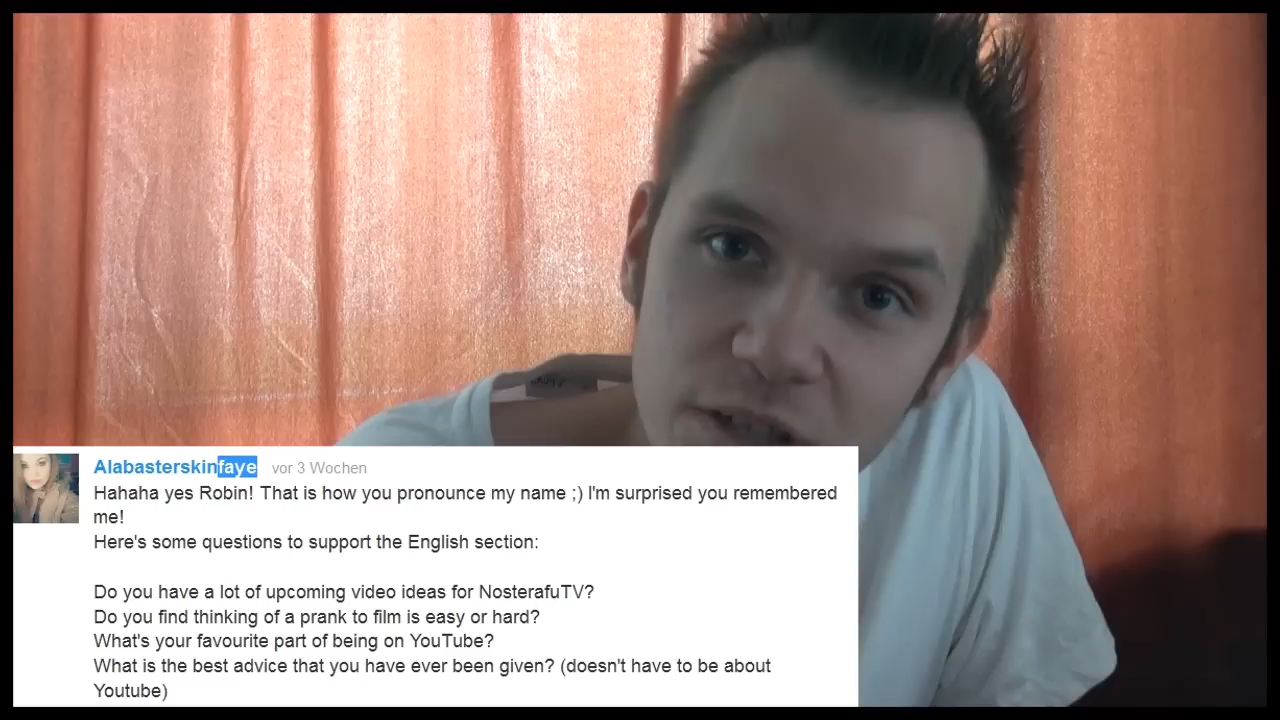 Alabasterskinfaye vor 3 Wochen
Hahaha yes Robin! That is how you pronounce my name ;) I'm surprised you remembered
me!
Here's some questions to support the English section:
Do you have a lot of upcoming video ideas for NosterafuTV?
Do you find thinking of a prank to film is easy or hard?
What's your favourite part of being on YouTube?
What is the best advice that you have ever been given? (doesn't have to be about
Youtube)